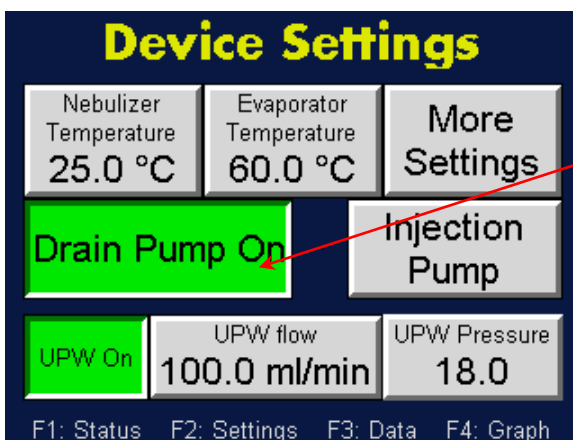 Device Settings
Nebulizer
Temperature
25.0 °C
Evaporator
Temperature
60.0 °C
More
Settings
Drain Pump On
Injection
Pump
UPW On
UPW flow
100.0 ml/min
UPW Pressure
18.0
F1: Status F2: Settings F3: Data F4: Graph